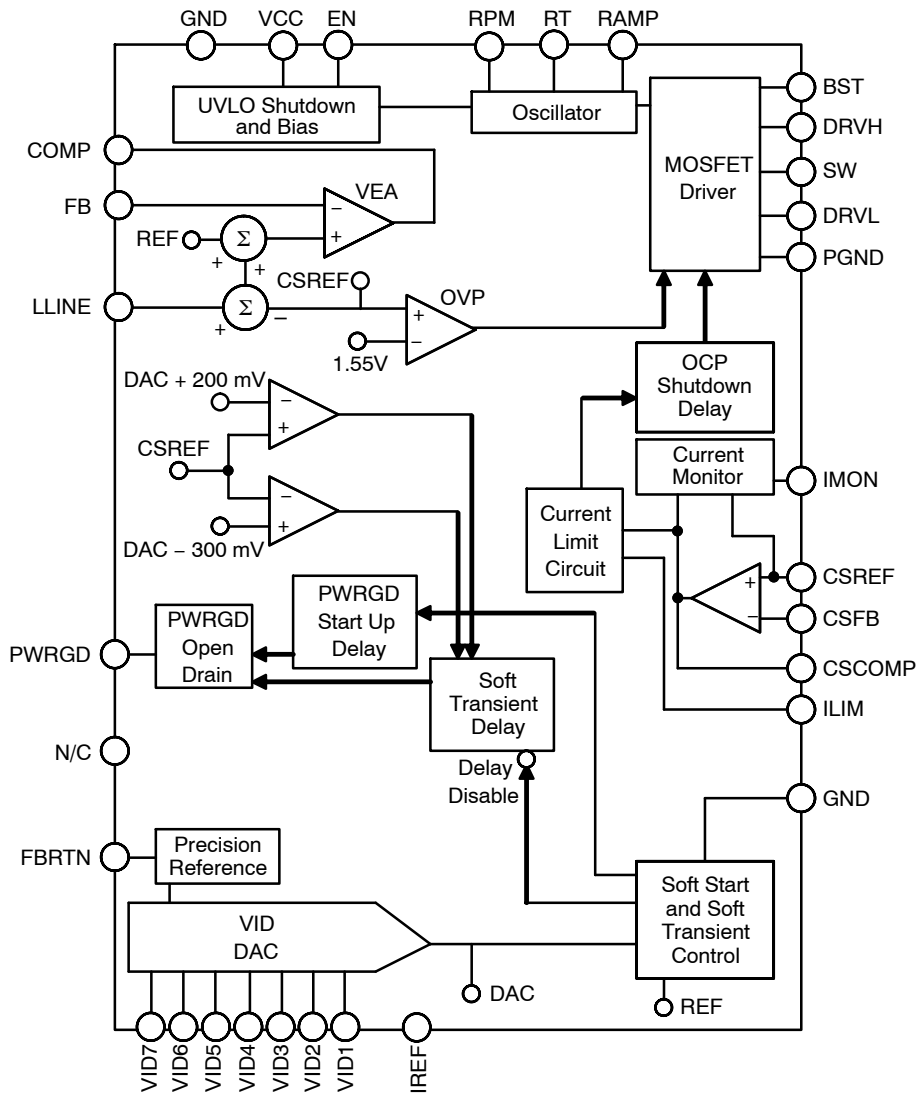 GND
VCC
EN
RPM
RT
RAMP
UVLO Shutdown
and Bias
Oscillator
MOSFET
Driver
BST
DRVH
SW
DRVL
PGND
COMP
FB
LLINE
VEA
−
+
REF
Σ
+
+
Σ
+
−
CSREF
OVP
+
−
1.55V
DAC + 200 mV
−
+
CSREF
−
+
DAC − 300 mV
OCP
Shutdown
Delay
Current
Monitor
IMON
Current
Limit
Circuit
+
−
CSREF
CSFB
CSCOMP
ILIM
PWRGD
PWRGD
Open
Drain
PWRGD
Start Up
Delay
Soft
Transient
Delay
N/C
Delay
Disable
GND
FBRTN
Precision
Reference
VID
DAC
Soft Start
and Soft
Transient
Control
DAC
REF
VID7
VID6
VID5
VID4
VID3
VID2
VID1
IREF